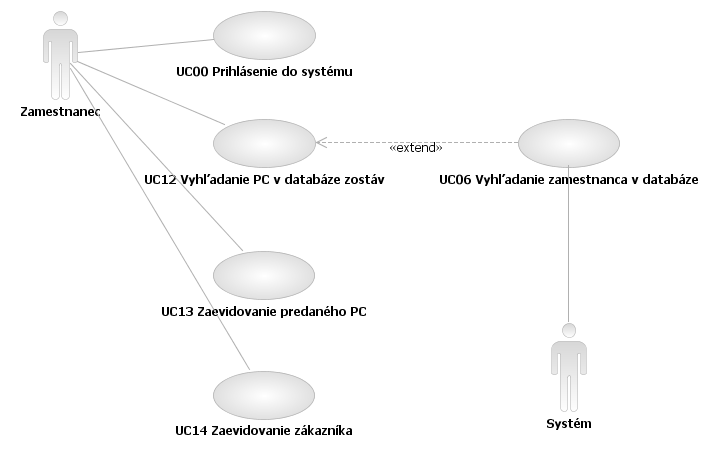 UC00 Prihlásenie do systému
Zamestnanec
«extend»
UC12 Vyhľadanie PC v databáze zostáv
UC06 Vyhľadanie zamestnanca v databáze
UC13 Zaevidovanie predaného PC
Systém
UC14 Zaevidovanie zákazníka